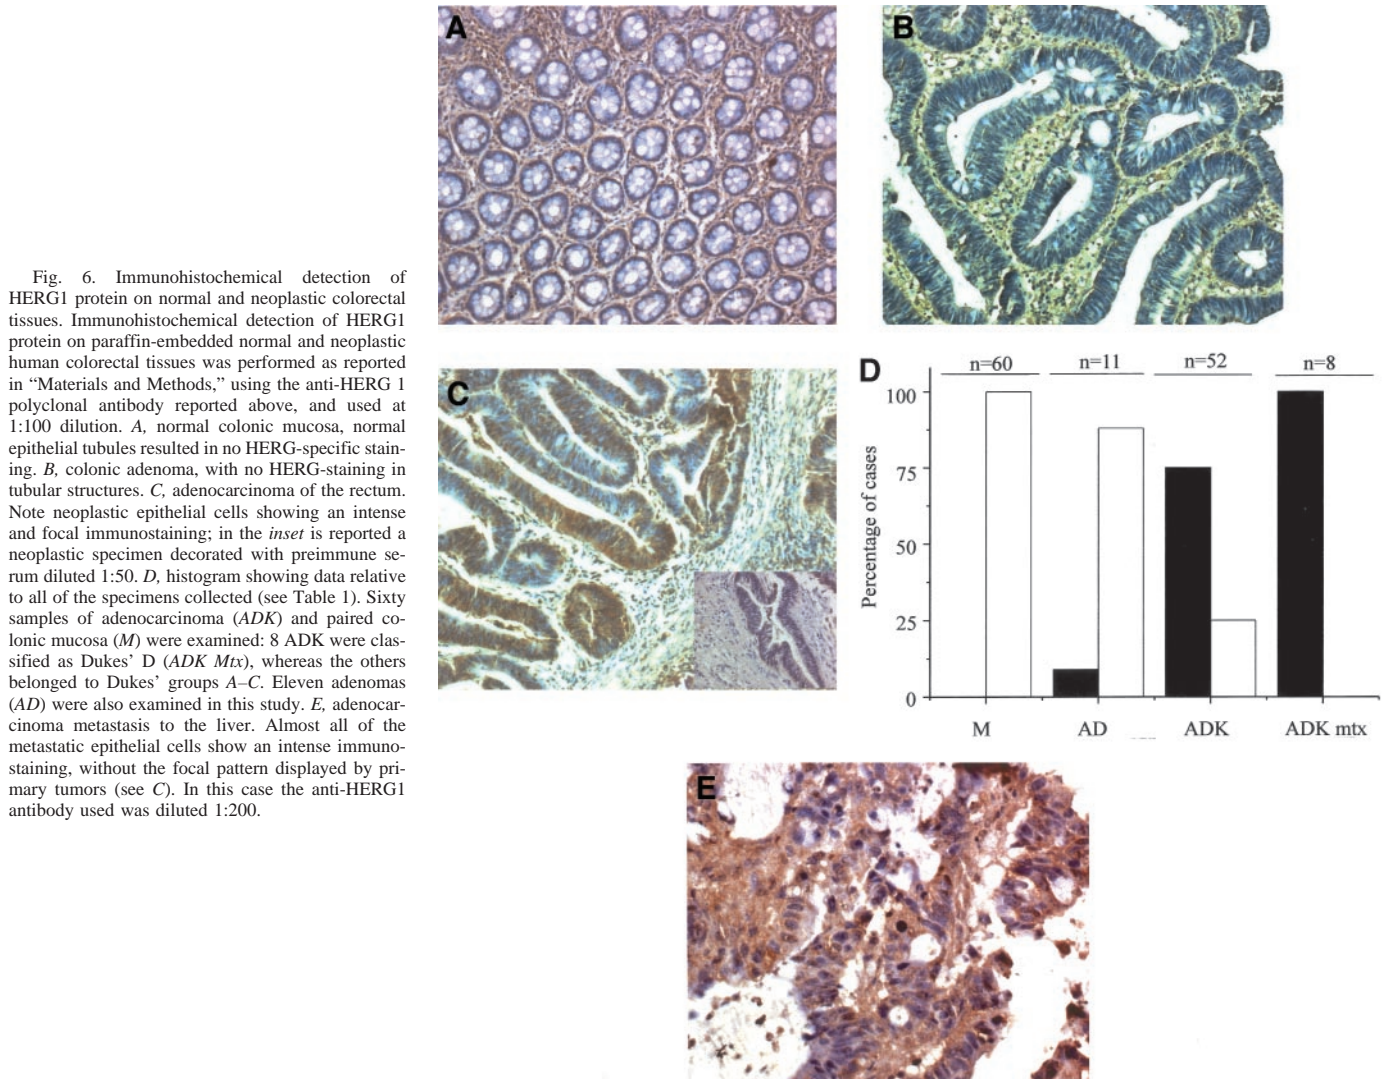 Fig. 6. Immunohistochemical detection of
HERG1 protein on normal and neoplastic colorectal
tissues. Immunohistochemical detection of HERG1
protein on paraffin-embedded normal and neoplastic
human colorectal tissues was performed as reported
in “Materials and Methods,” using the anti-HERG 1
polyclonal antibody reported above, and used at
1:100 dilution. A, normal colonic mucosa, normal
epithelial tubules resulted in no HERG-specific stain-
ing. B, colonic adenoma, with no HERG-staining in
tubular structures. C, adenocarcinoma of the rectum.
Note neoplastic epithelial cells showing an intense
and focal immunostaining; in the inset is reported a
neoplastic specimen decorated with preimmune se-
rum diluted 1:50. D, histogram showing data relative
to all of the specimens collected (see Table 1). Sixty
samples of adenocarcinoma (ADK) and paired co-
lonic mucosa (M) were examined: 8 ADK were clas-
sified as Dukes’ D (ADK Mtx), whereas the others
belonged to Dukes’ groups A–C. Eleven adenomas
(AD) were also examined in this study. E, adenocar-
cinoma metastasis to the liver. Almost all of the
metastatic epithelial cells show an intense immuno-
staining, without the focal pattern displayed by pri-
mary tumors (see C). In this case the anti-HERG1
antibody used was diluted 1:200.
A
B
C
D
n=60 n=11 n=52 n=8
Percentage of cases
100
75
50
25
0
M AD ADK ADK mtx
E